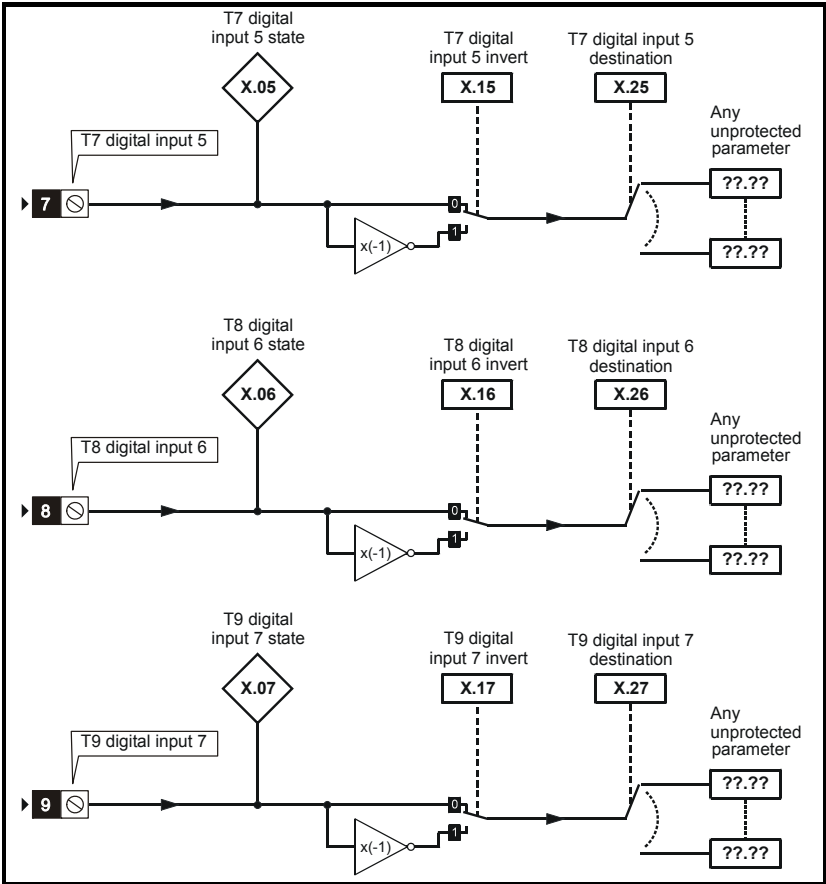 T7 digital
input 5 state
X.05
T7 digital
input 5 invert
X.15
T7 digital input 5
destination
X.25
Any
unprotected
parameter
T7 digital input 5
7
0
1
x(-1)
??.??
??.??
T8 digital
input 6 state
X.06
T8 digital
input 6 invert
X.16
T8 digital input 6
destination
X.26
Any
unprotected
parameter
T8 digital input 6
8
0
1
x(-1)
??.??
??.??
T9 digital
input 7 state
X.07
T9 digital
input 7 invert
X.17
T9 digital input 7
destination
X.27
Any
unprotected
parameter
T9 digital input 7
9
0
1
x(-1)
??.??
??.??